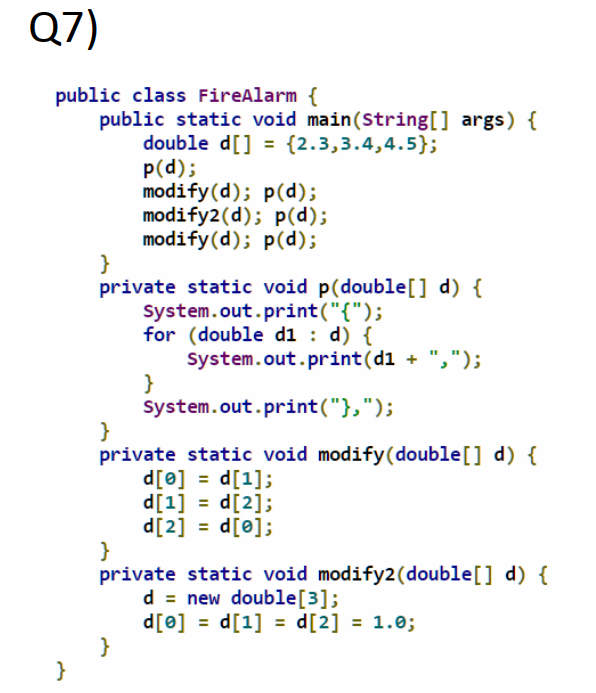 Q7)
public class FireAlarm {
    public static void main(String[] args) {
        double d[] = {2.3,3.4,4.5};
        p(d);
        modify(d); p(d);
        modify2(d); p(d);
        modify(d); p(d);
    }
    private static void p(double[] d) {
        System.out.print("{");
        for (double d1 : d) {
            System.out.print(d1 + ",");
        }
        System.out.print("},");
    }
    private static void modify(double[] d) {
        d[0] = d[1];
        d[1] = d[2];
        d[2] = d[0];
    }
    private static void modify2(double[] d) {
        d = new double[3];
        d[0] = d[1] = d[2] = 1.0;
    }
}